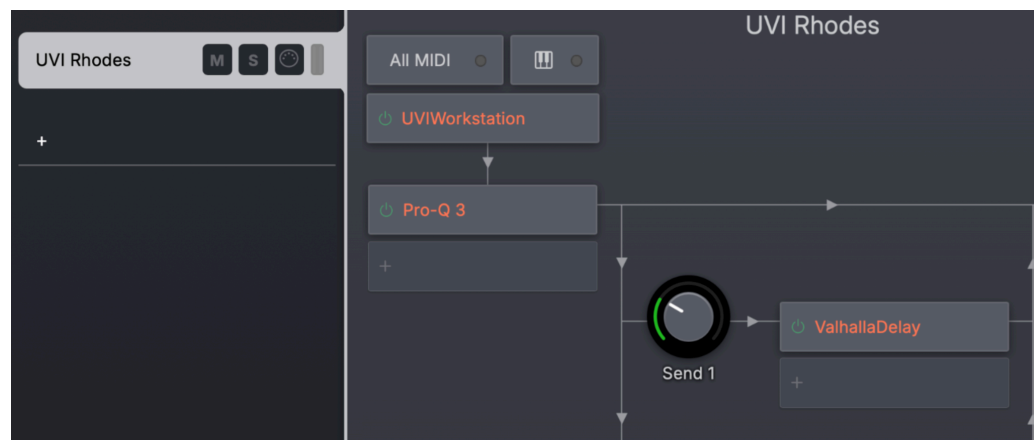 UVI Rhodes
M S
+
UVI Rhodes
All MIDI
UVIWorkstation
Pro-Q 3
+
Send 1
ValhallaDelay
+